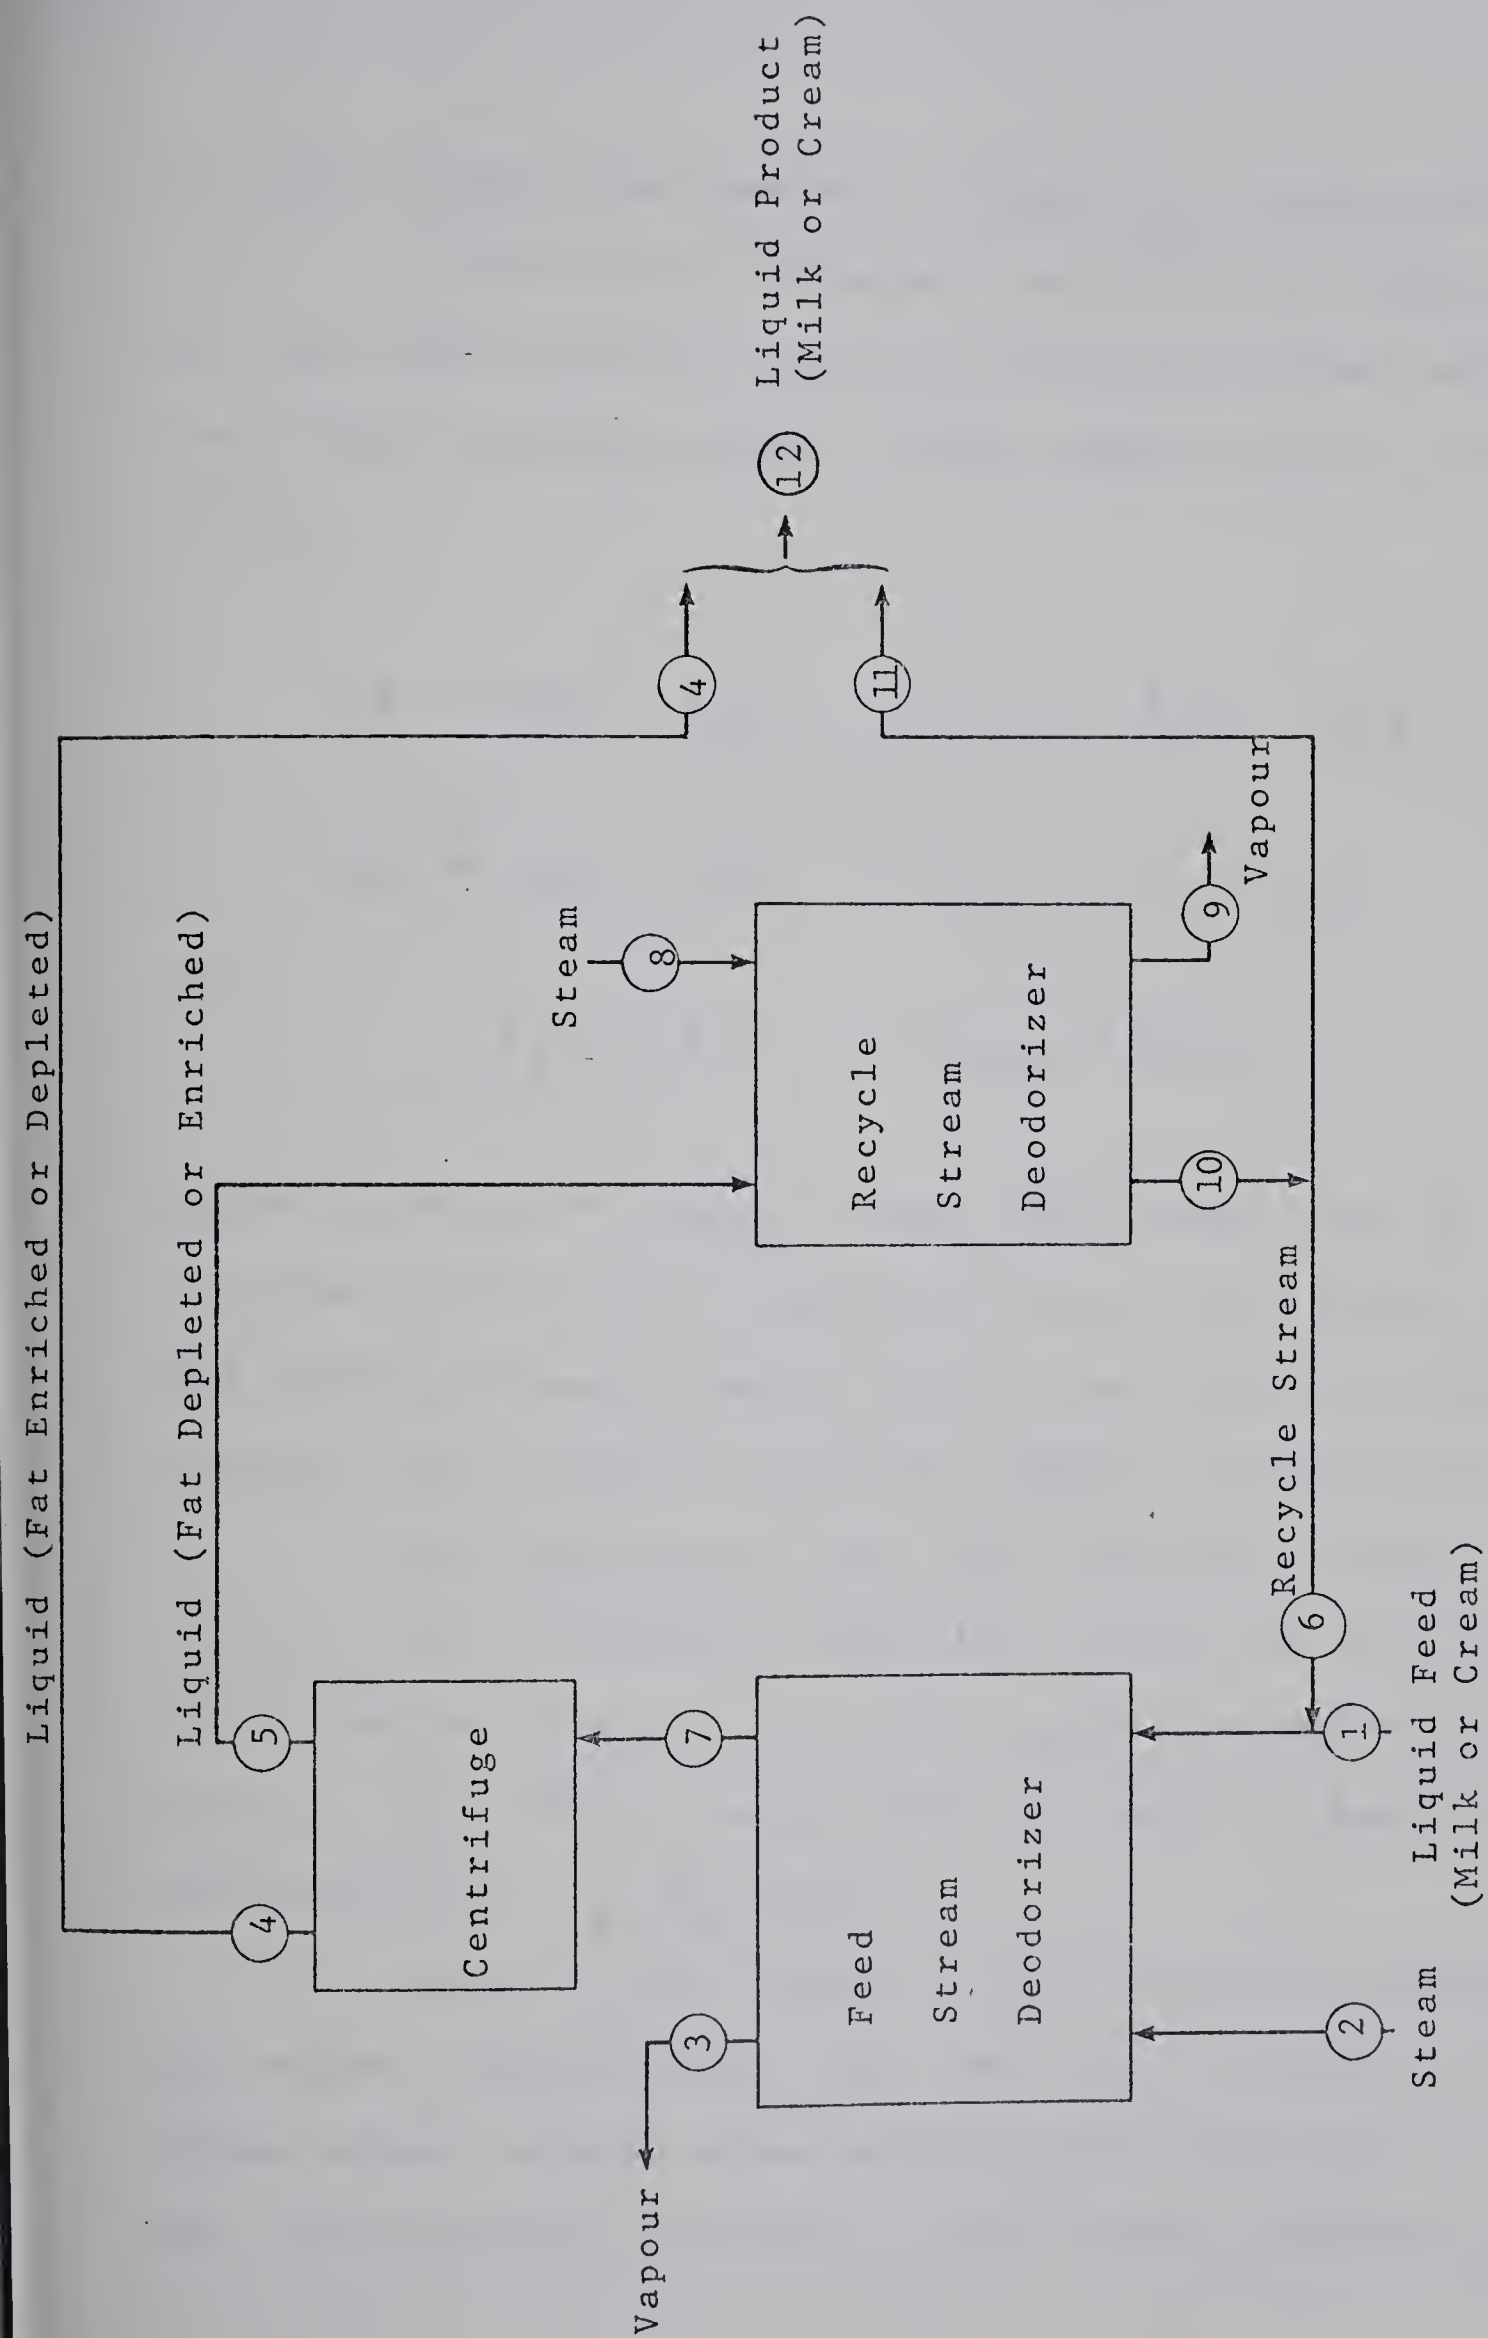 Liquid (Fat Enriched or Depleted)
Liquid (Fat Depleted or Enriched)
4
5
Centrifuge
Vapour
3
7
Feed
Stream
Deodorizer
2
Steam
1
Liquid Feed
(Milk or Cream)
6
Recycle Stream
Steam
8
Recycle
Stream
Deodorizer
10
9
Vapour
4
11
12
Liquid Product
(Milk or Cream)